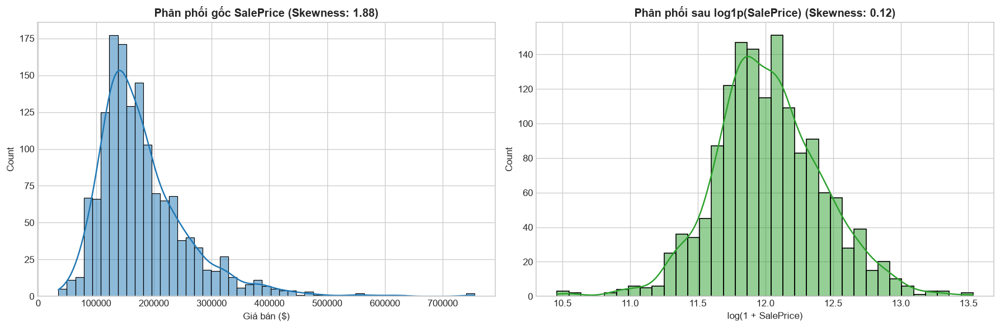 Phân phối gốc SalePrice (Skewness: 1.88)
175
150
125
100
75
50
25
0
Count
0 100000 200000 300000 400000 500000 600000 700000
Giá bán ($)
Phân phối sau log1p(SalePrice) (Skewness: 0.12)
140
120
100
80
60
40
20
0
Count
10.5 11.0 11.5 12.0 12.5 13.0 13.5
log(1 + SalePrice)